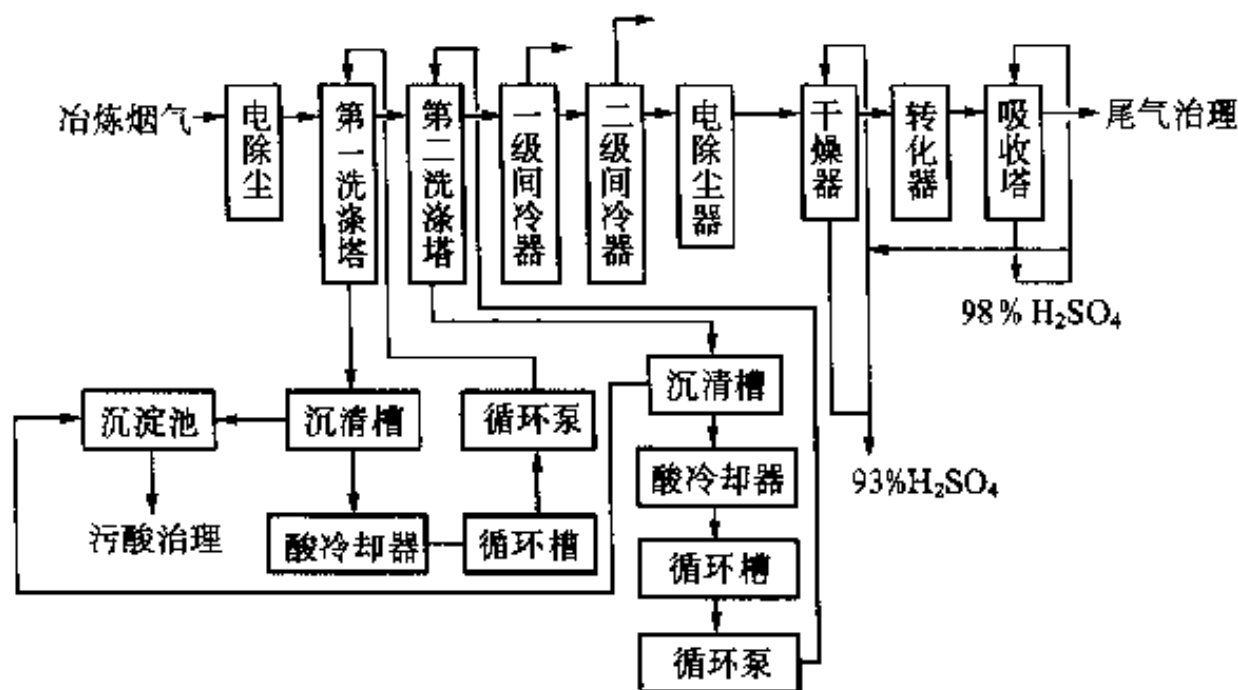 冶炼烟气
电除尘
第一洗涤塔
第二洗涤塔
一级间冷器
二级间冷器
电除尘器
干燥器
转化器
吸收塔
尾气治理
98% H₂SO₄
沉淀池
沉清槽
循环泵
沉清槽
酸冷却器
93%H₂SO₄
污酸治理
酸冷却器
循环槽
循环槽
循环泵